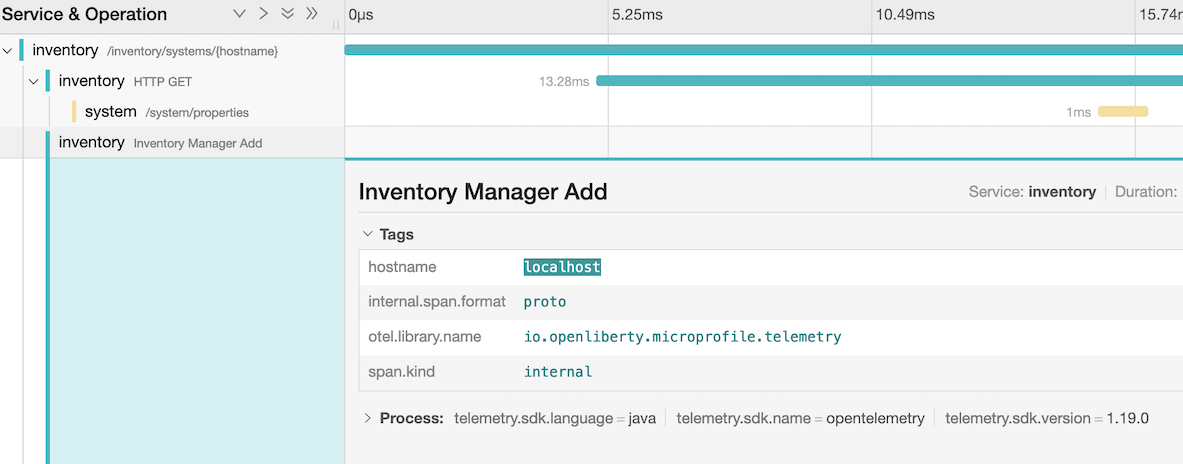 Service & Operation 0μs 5.25ms 10.49ms 15.74m
inventory /inventory/systems/{hostname}
inventory HTTP GET 13.28ms
system /system/properties 1ms
inventory Inventory Manager Add
Inventory Manager Add Service: inventory Duration:
Tags
hostname localhost
internal.span.format proto
otel.library.name io.openliberty.microprofile.telemetry
span.kind internal
Process: telemetry.sdk.language = java telemetry.sdk.name = opentelemetry telemetry.sdk.version = 1.19.0